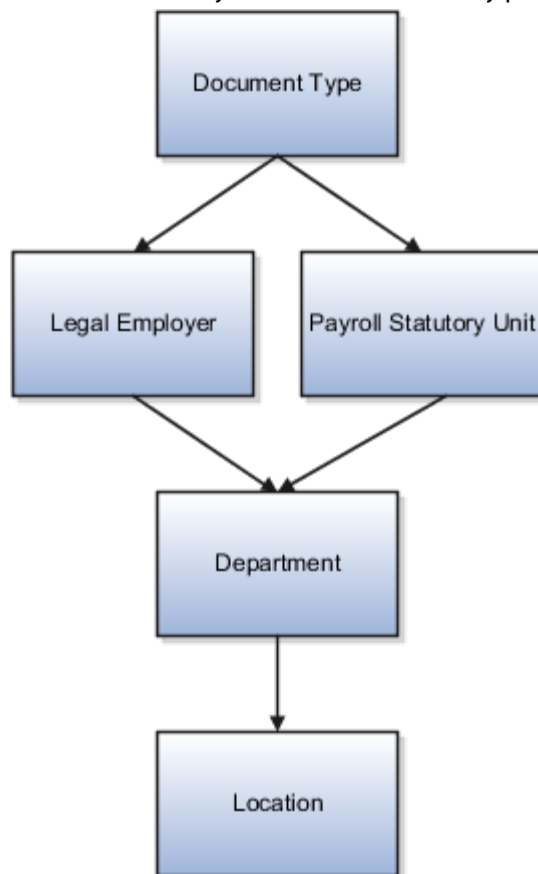 Document Type
Legal Employer
Payroll Statutory Unit
Department
Location